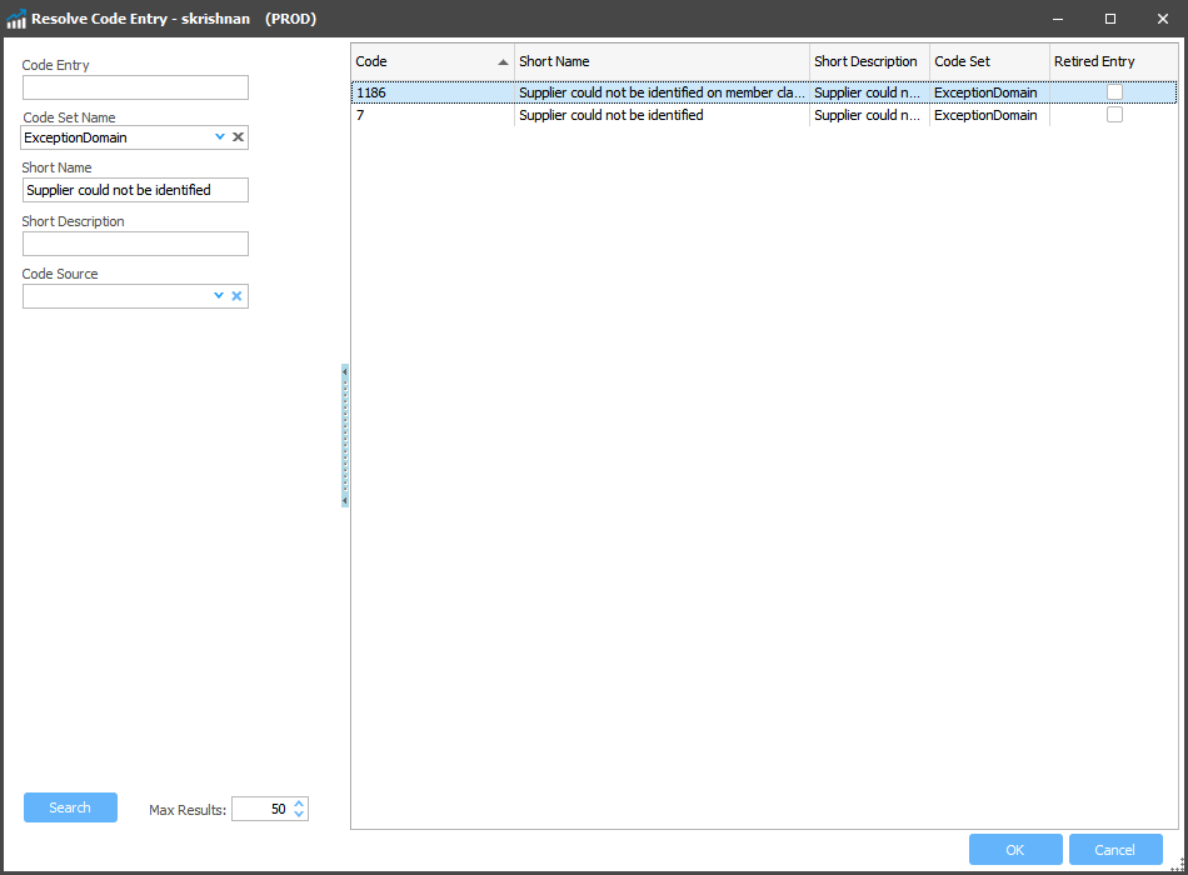 Resolve Code Entry - skrishnan (PROD)
Code Entry
Code Set Name
ExceptionDomain
Short Name
Supplier could not be identified
Short Description
Code Source
Search
Max Results: 50
Code Short Name Short Description Code Set Retired Entry
1186 Supplier could not be identified on member cla... Supplier could n... ExceptionDomain
7 Supplier could not be identified Supplier could n... ExceptionDomain
OK Cancel